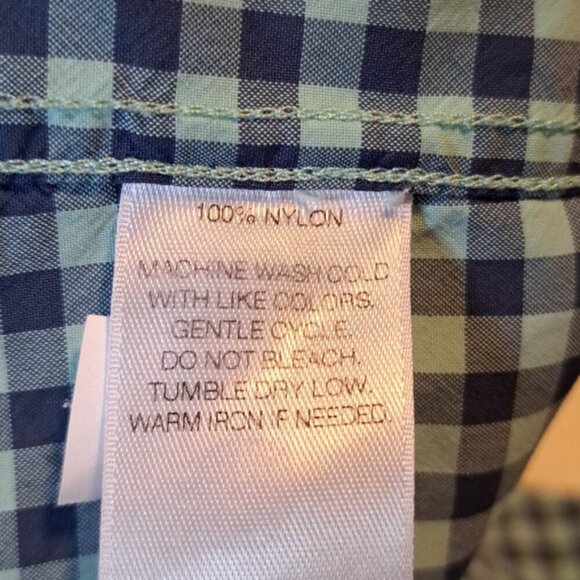 100% NYLON
MACHINE WASH COLD
WITH LIKE COLORS.
GENTLE CYCLE.
DO NOT BLEACH.
TUMBLE DRY LOW.
WARM IRON IF NEEDED.